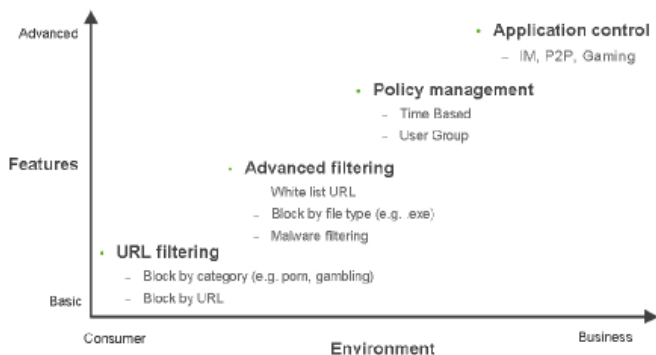 Advanced
• Application control
– IM, P2P, Gaming
• Policy management
– Time Based
– User Group
Features
• Advanced filtering
White list URL
– Block by file type (e.g. .exe)
– Malware filtering
• URL filtering
– Block by category (e.g. porn, gambling)
– Block by URL
Basic
Consumer
Environment
Business